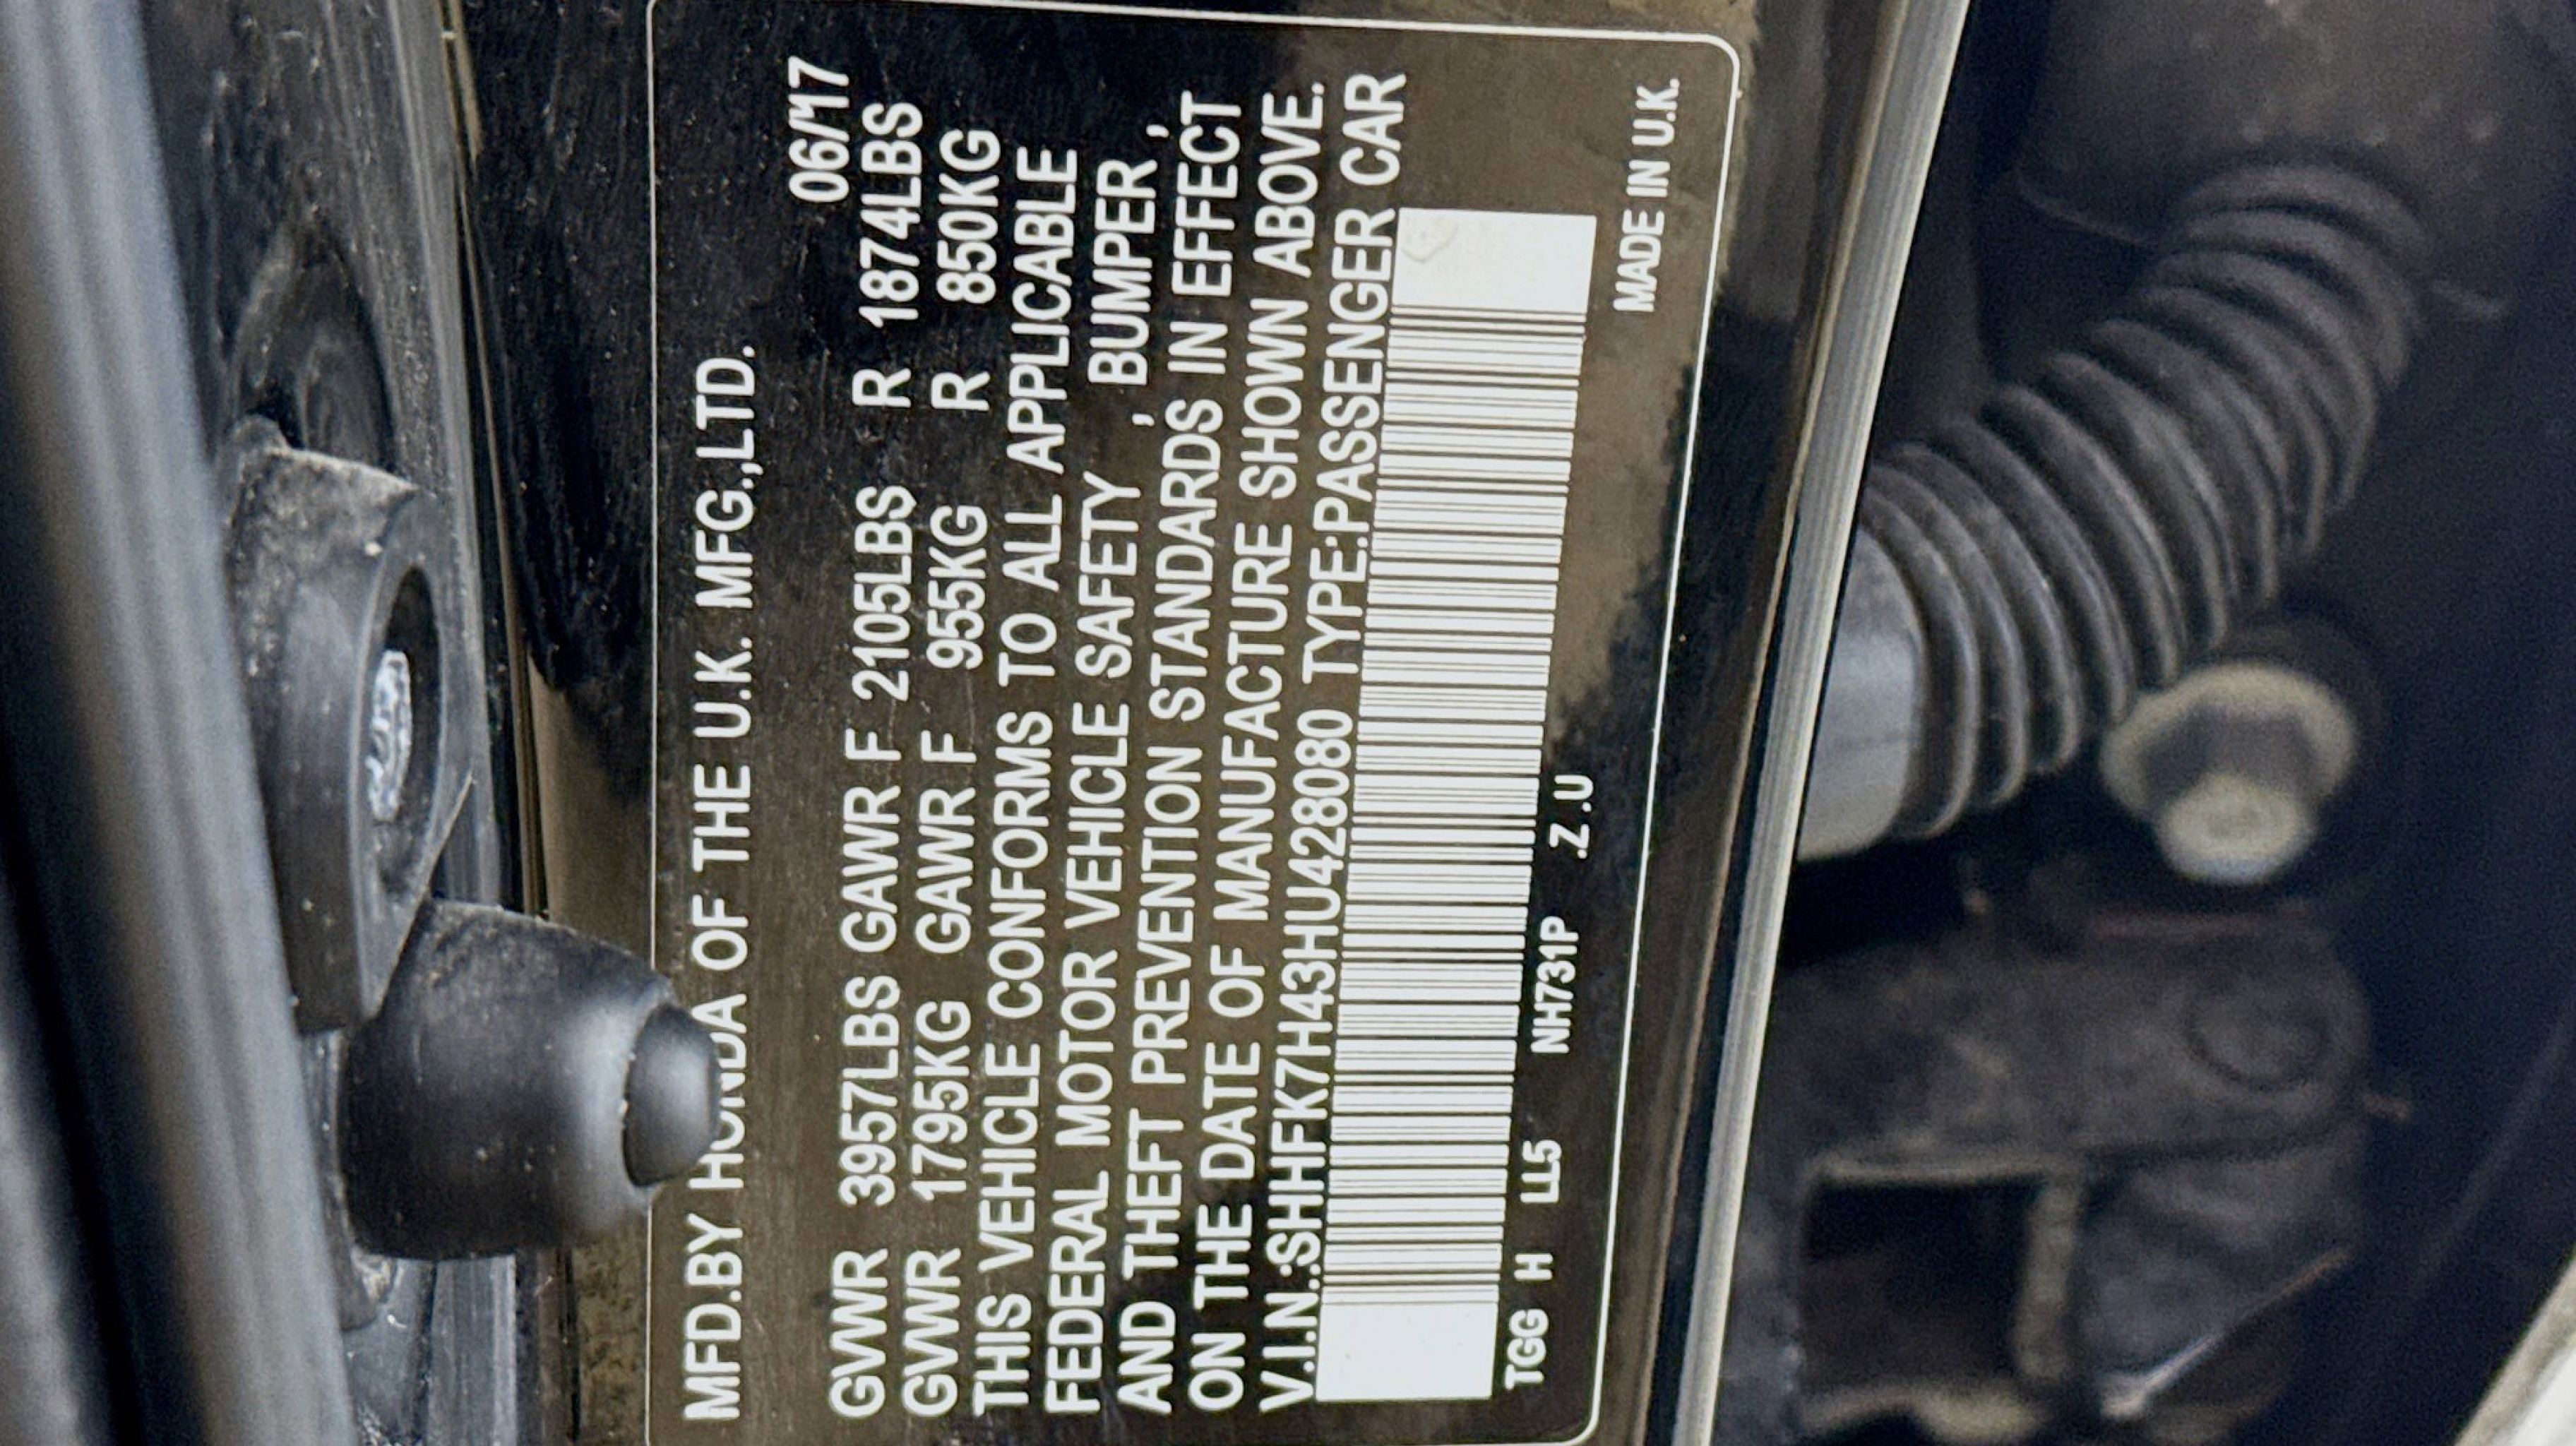 MFD.BY HONDA OF THE U.K. MFG.,LTD.
06/17
GVWR 3957LBS GAWR F 2105LBS R 1874LBS
GVWR 1795KG GAWR F 955KG R 850KG
THIS VEHICLE CONFORMS TO ALL APPLICABLE
FEDERAL MOTOR VEHICLE SAFETY , BUMPER ,
AND THEFT PREVENTION STANDARDS IN EFFECT
ON THE DATE OF MANUFACTURE SHOWN ABOVE.
V.I.N.:SHHFK7H43HU428080 TYPE:PASSENGER CAR
TGG H LL5 NH731P .Z.U
MADE IN U.K.